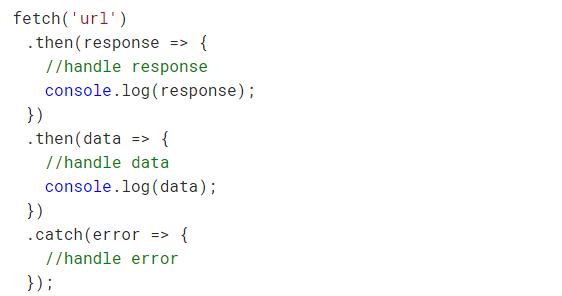 fetch('url')
  .then(response => {
    //handle response
    console.log(response);
  })
  .then(data => {
    //handle data
    console.log(data);
  })
  .catch(error => {
    //handle error
  });